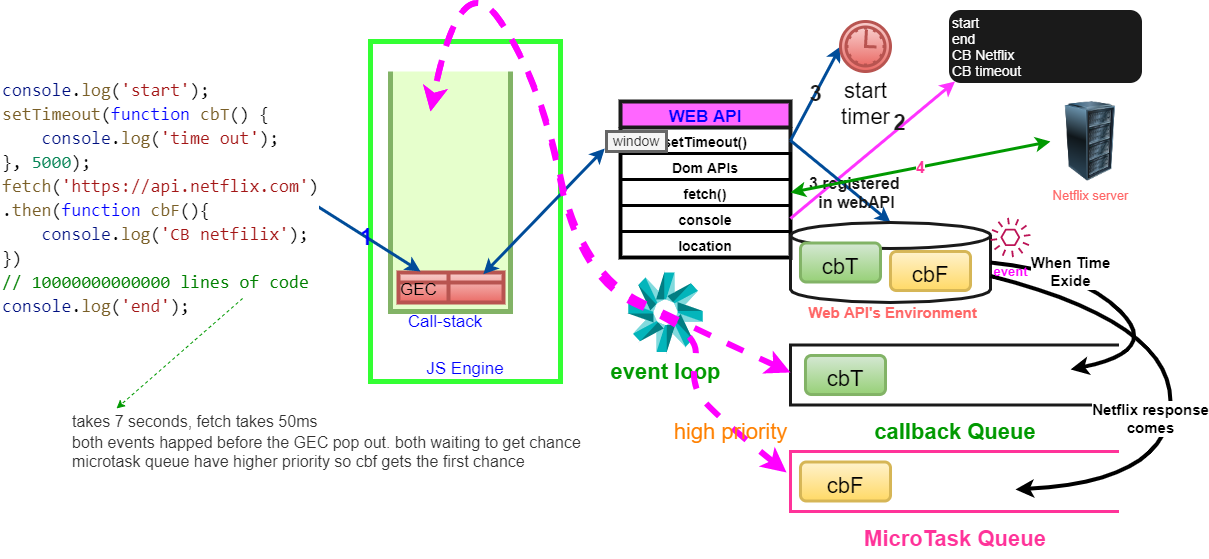 console.log('start');
setTimeout(function cbT() {
console.log('time out');
}, 5000);
fetch('https://api.netflix.com')
.then(function cbF(){
console.log('CB netfilix');
})
// 10000000000000 lines of code
console.log('end');
takes 7 seconds, fetch takes 50ms
both events happed before the GEC pop out. both waiting to get chance
microtask queue have higher priority so cbf gets the first chance
1
GEC
Call-stack
JS Engine
WEB API
window
setTimeout()
Dom APIs
fetch()
console
location
3
start
timer
2
start
end
CB Netflix
CB timeout
4
Netflix server
3 registered
in webAPI
cbT
cbF
Web API's Environment
event
When Time
Exide
event loop
cbT
callback Queue
high priority
Netflix response
comes
cbF
MicroTask Queue